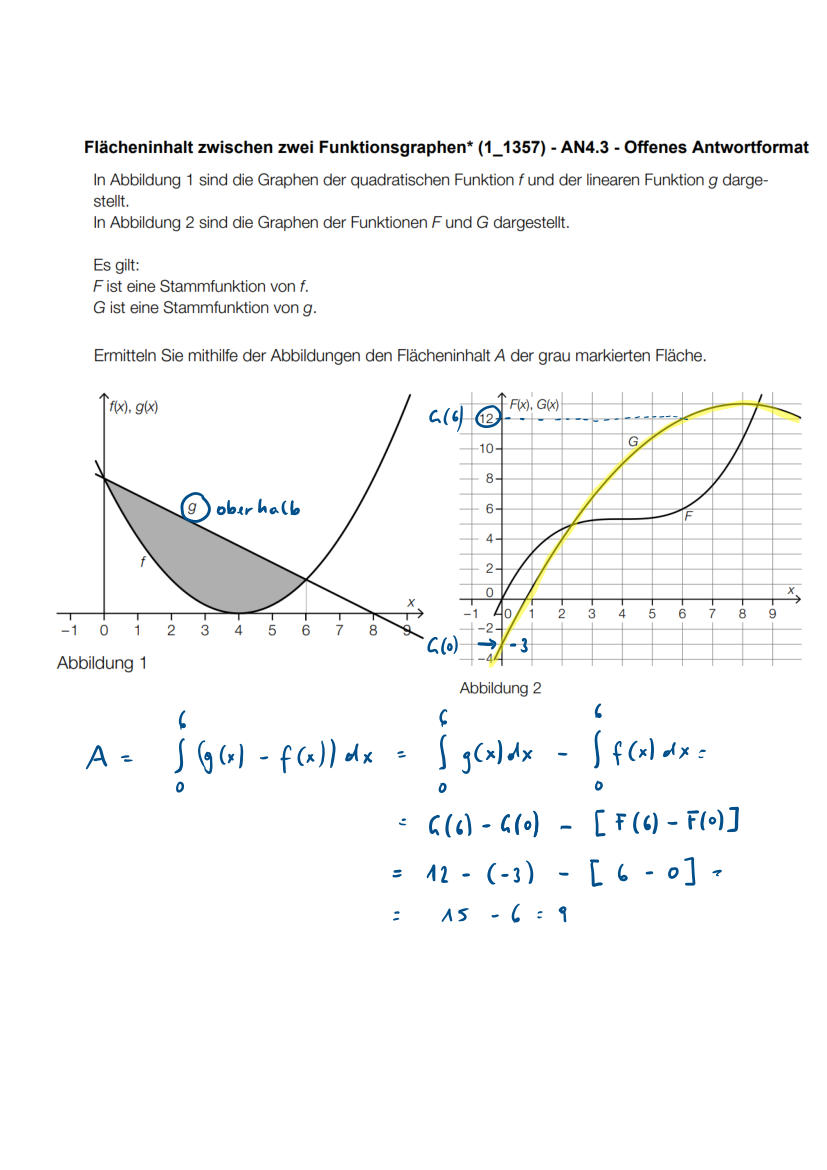 Flächeninhalt zwischen zwei Funktionsgraphen* (1_1357) - AN4.3 - Offenes Antwortformat
In Abbildung 1 sind die Graphen der quadratischen Funktion f und der linearen Funktion g darge-
stellt.
In Abbildung 2 sind die Graphen der Funktionen F und G dargestellt.
Es gilt:
F ist eine Stammfunktion von f.
G ist eine Stammfunktion von g.
Ermitteln Sie mithilfe der Abbildungen den Flächeninhalt A der grau markierten Fläche.
f(x), g(x)
g oberhalb
f
x
-1 0 1 2 3 4 5 6 7 8 9
Abbildung 1
F(x), G(x)
G(6) 12
G
10
8
6
F
4
2
0
x
-1 0 1 2 3 4 5 6 7 8 9
-2
G(0) → -3
-4
Abbildung 2
A = ∫₀⁶ (g(x) - f(x)) dx = ∫₀⁶ g(x) dx - ∫₀⁶ f(x) dx =
= G(6) - G(0) - [F(6) - F(0)]
= 12 - (-3) - [6 - 0] =
= 15 - 6 = 9